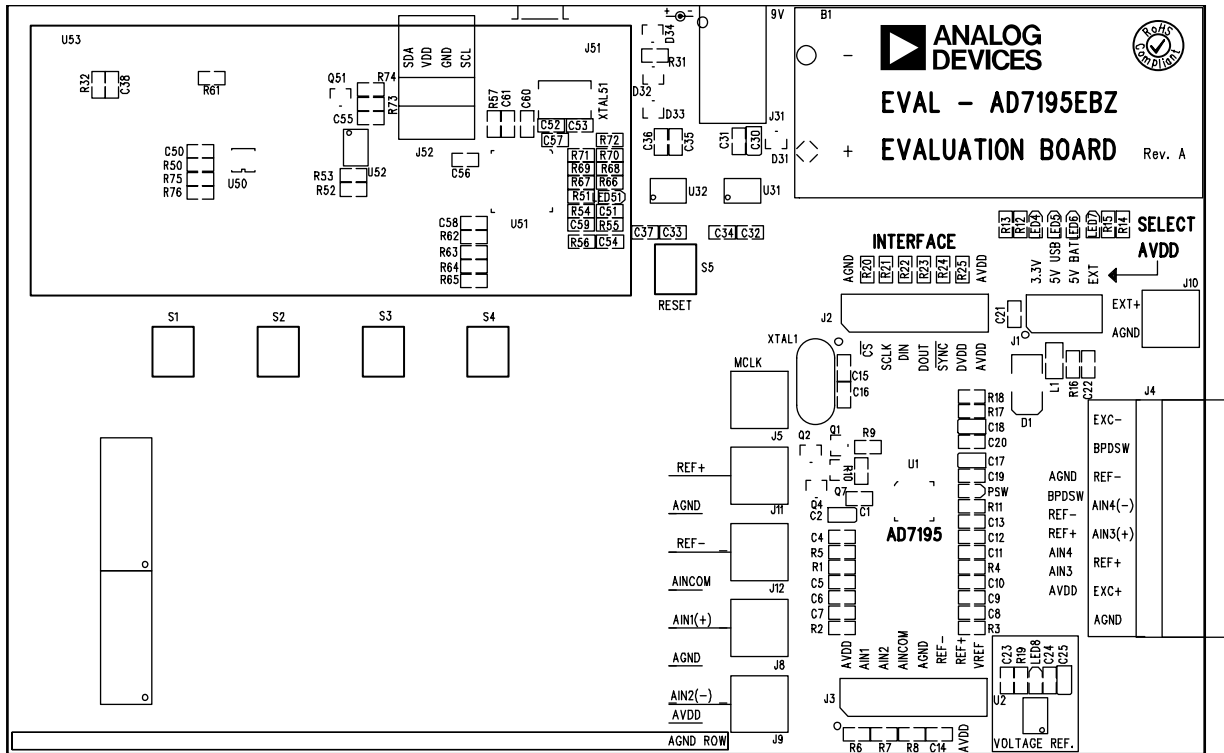 U53
R32
C38
R61
Q51
R74
R73
C55
SDA
VDD
GND
SCL
J52
J51
XTAL51
R57
C61
C60
C52
C53
C57
R72
R71
R70
R69
R68
R67
R66
R51
LED51
R54
C51
C59
R55
R56
C54
C50
R50
R75
R76
U50
U52
R53
R52
C56
U51
C58
R62
R63
R64
R65
+ -
D34
R31
D32
D33
C36
C35
9V
J31
C31
C30
D31
U32
U31
C37
C33
C34
C32
S5
RESET
B1
-
+
ANALOG
DEVICES
RoHS
Compliant
EVAL - AD7195EBZ
EVALUATION BOARD
Rev. A
R13
R12
LED4
LED5
LED6
LED7
R15
R14
SELECT
AVDD
3.3V
5V USB
5V BAT
EXT
J10
EXT+
AGND
INTERFACE
AGND
R20
R21
R22
R23
R24
R25
AVDD
J2
C21
J1
CS
SCLK
DIN
DOUT
SYNC
DVDD
AVDD
L1
R16
C22
D1
S1
S2
S3
S4
XTAL1
C15
C16
MCLK
J5
Q2
Q1
R9
R10
Q7
Q4
C1
C2
U1
AD7195
R18
R17
C18
C20
C17
C19
PSW
R11
C13
C12
C11
R4
C10
C9
C8
R3
C4
R5
R1
C5
C6
C7
R2
J4
EXC-
BPDSW
REF-
AIN4(-)
AIN3(+)
REF+
EXC+
AGND
AGND
BPDSW
REF-
REF+
AIN4
AIN3
AVDD
REF+
AGND
J11
REF-
AINCOM
J12
AIN1(+)
AGND
J8
AIN2(-)
AVDD
J9
AGND ROW
AVDD
AIN1
AIN2
AINCOM
AGND
REF-
REF+
VREF
J3
R6
R7
R8
C14
AVDD
C23
R19
LED8
C24
C25
U2
VOLTAGE REF.